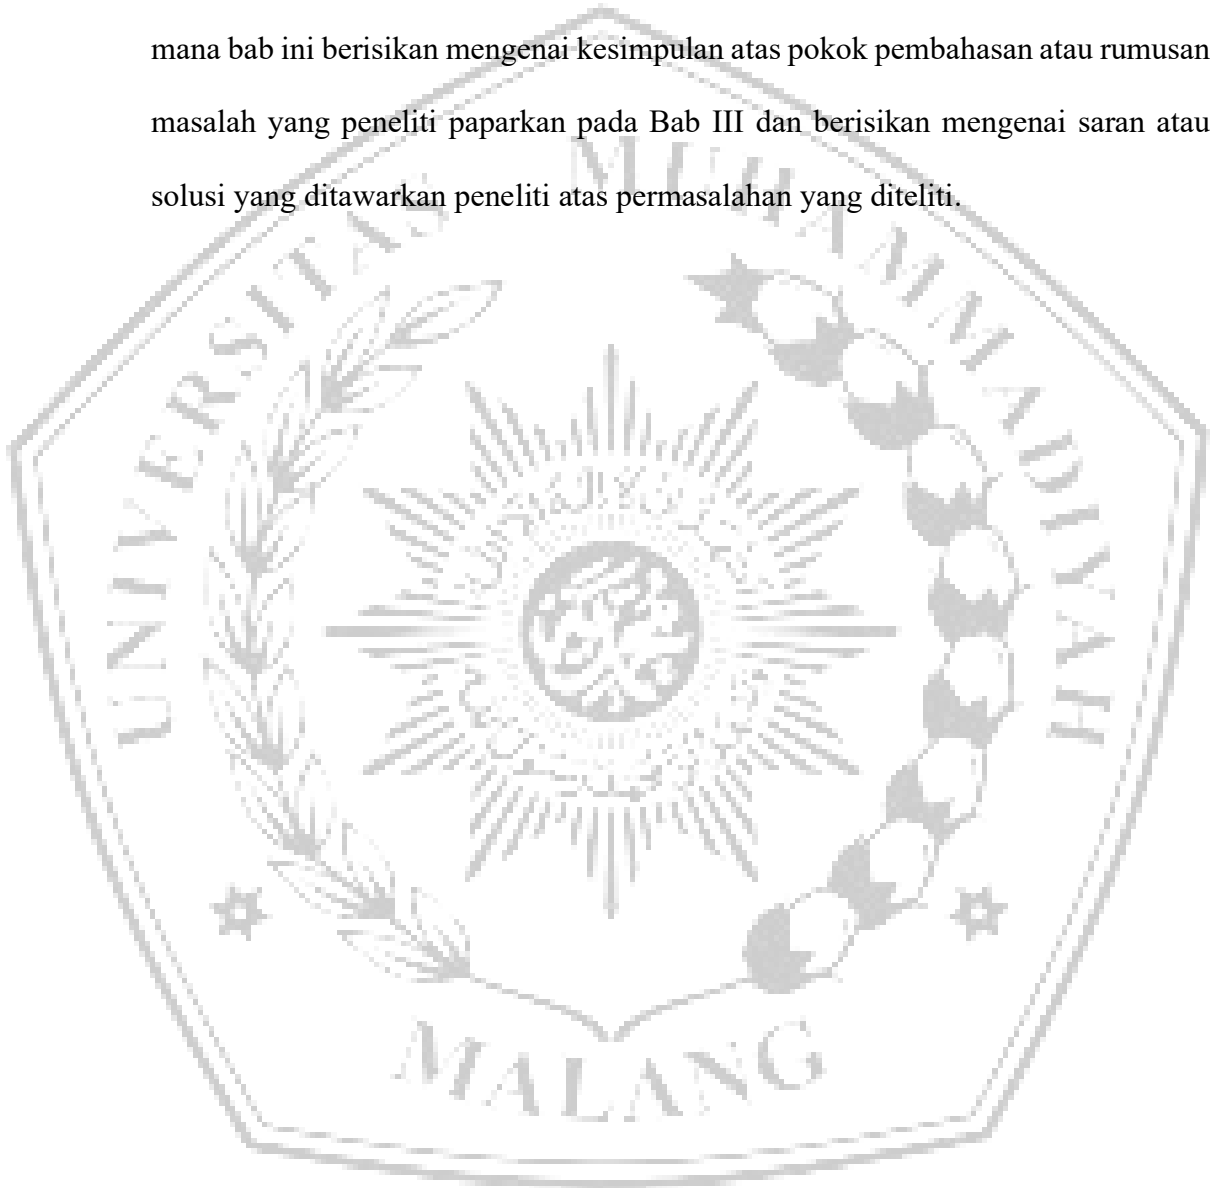 mana bab ini berisikan mengenai kesimpulan atas pokok pembahasan atau rumusan
masalah yang peneliti paparkan pada Bab III dan berisikan mengenai saran atau
solusi yang ditawarkan peneliti atas permasalahan yang diteliti.
UNIVERSITAS MUHAMMADIYAH
MALANG